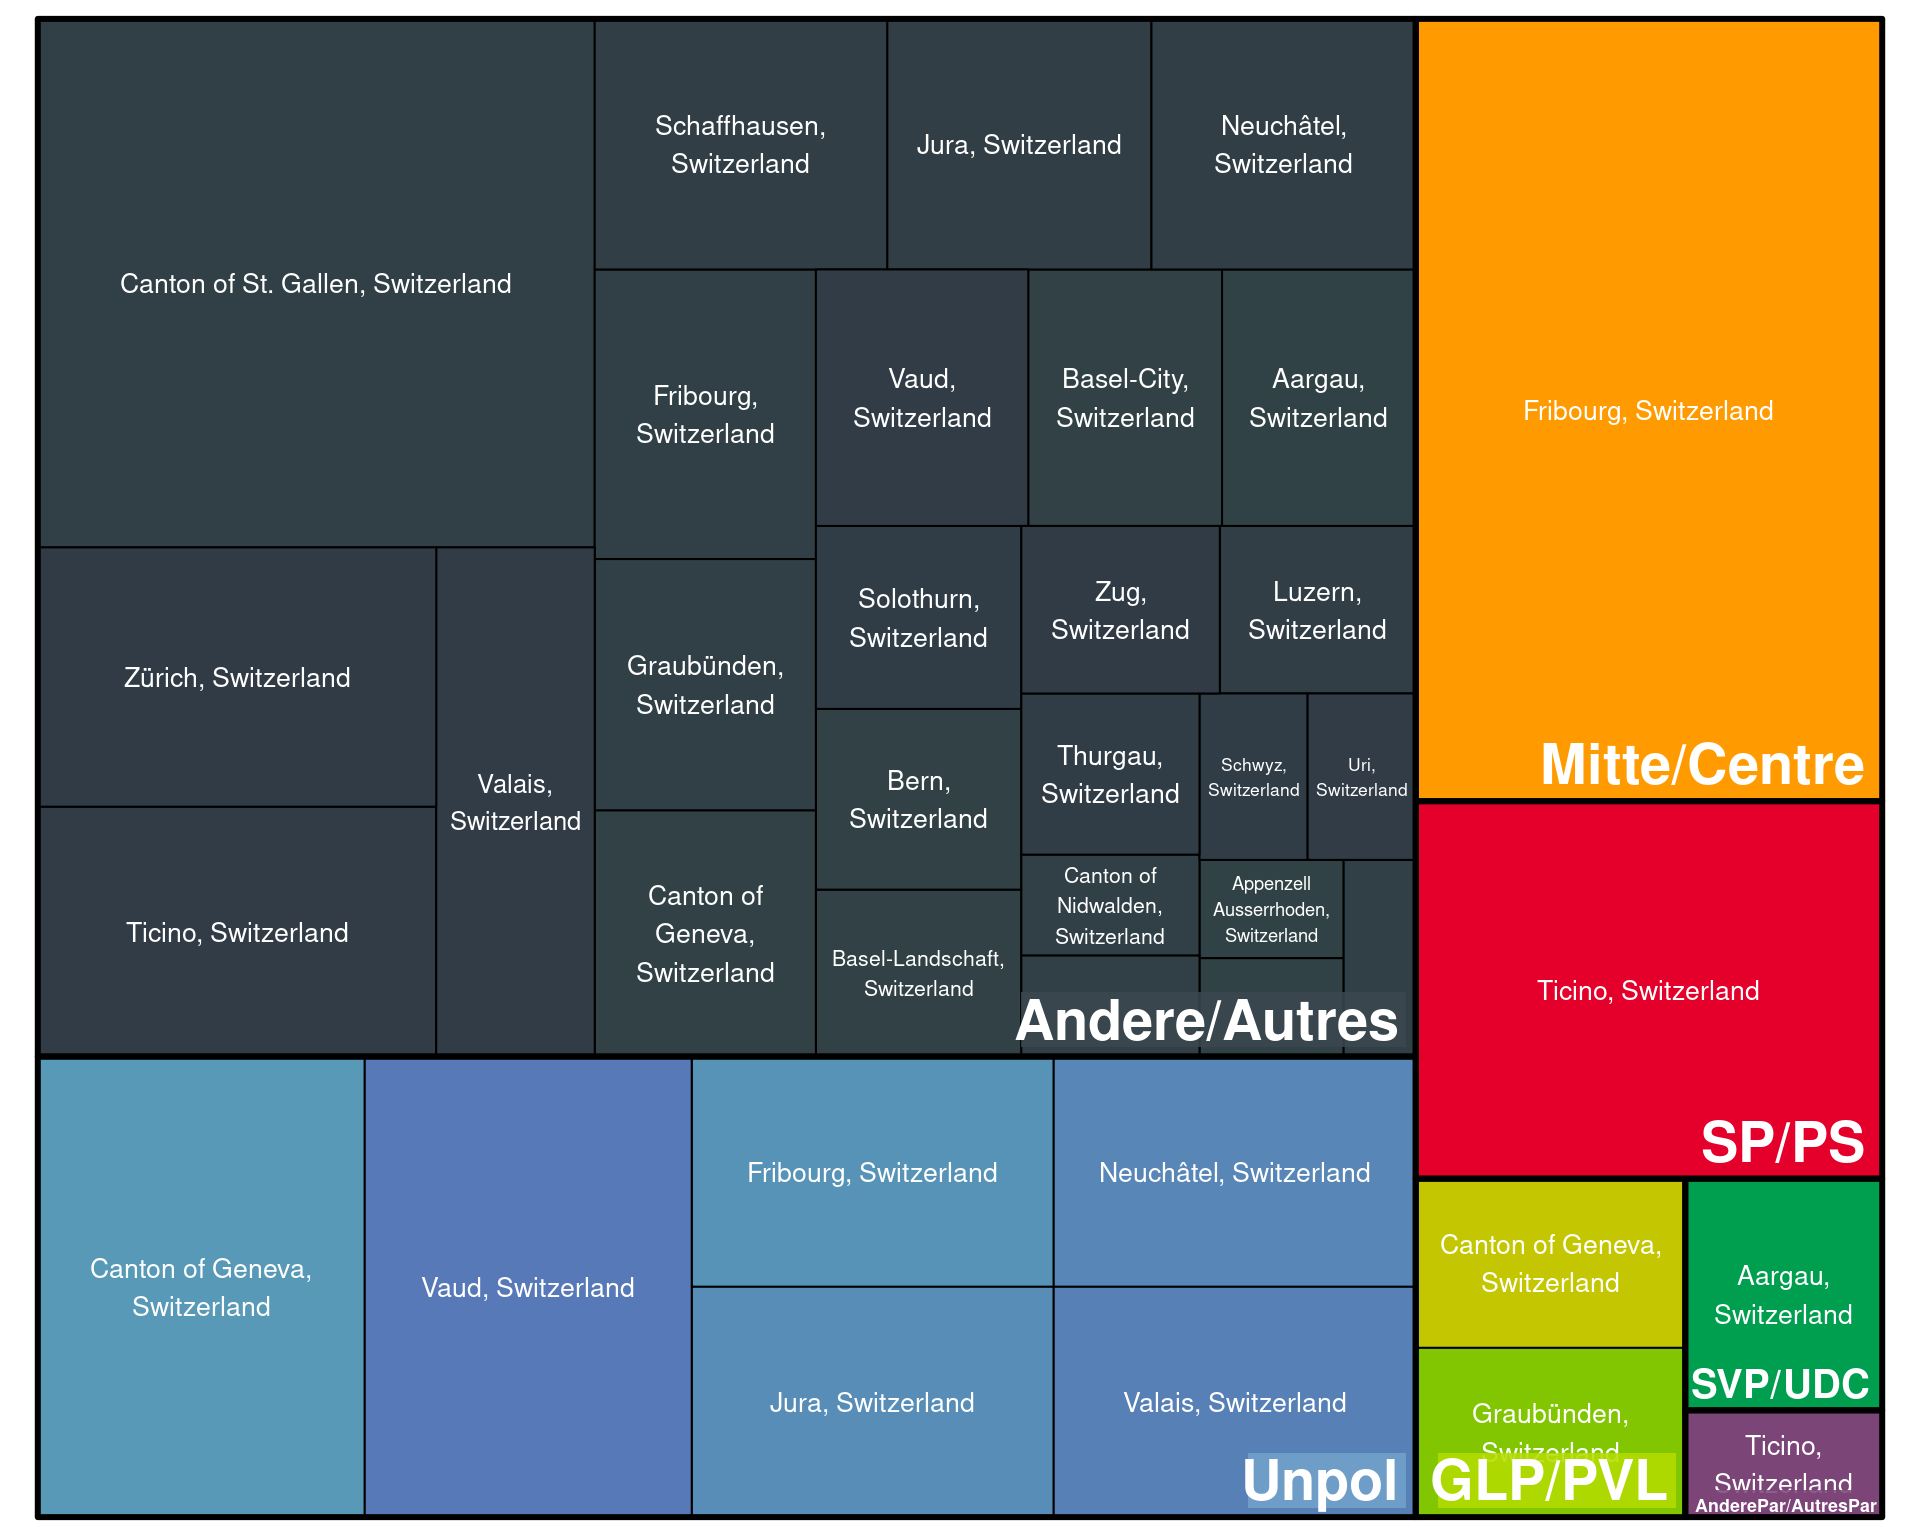 Canton of St. Gallen, Switzerland
Schaffhausen,
Switzerland
Jura, Switzerland
Neuchâtel,
Switzerland
Fribourg,
Switzerland
Vaud,
Switzerland
Basel-City,
Switzerland
Aargau,
Switzerland
Zürich, Switzerland
Ticino, Switzerland
Valais,
Switzerland
Graubünden,
Switzerland
Canton of
Geneva,
Switzerland
Solothurn,
Switzerland
Zug,
Switzerland
Luzern,
Switzerland
Bern,
Switzerland
Basel-Landschaft,
Switzerland
Thurgau,
Switzerland
Schwyz,
Switzerland
Uri,
Switzerland
Canton of
Nidwalden,
Switzerland
Appenzell
Ausserrhoden,
Switzerland
Andere/Autres
Fribourg, Switzerland
Mitte/Centre
Ticino, Switzerland
SP/PS
Canton of Geneva,
Switzerland
Vaud, Switzerland
Fribourg, Switzerland
Neuchâtel, Switzerland
Jura, Switzerland
Valais, Switzerland
Unpol
Canton of Geneva,
Switzerland
Graubünden,
Switzerland
GLP/PVL
Aargau,
Switzerland
SVP/UDC
Ticino,
Switzerland
AnderePar/AutresPar